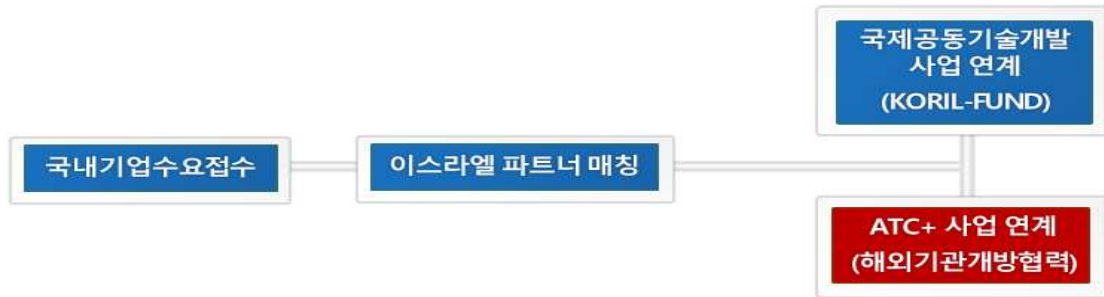 국제공동기술개발
사업 연계
(KORIL-FUND)
국내기업수요접수
이스라엘 파트너 매칭
ATC+ 사업 연계
(해외기관개방협력)